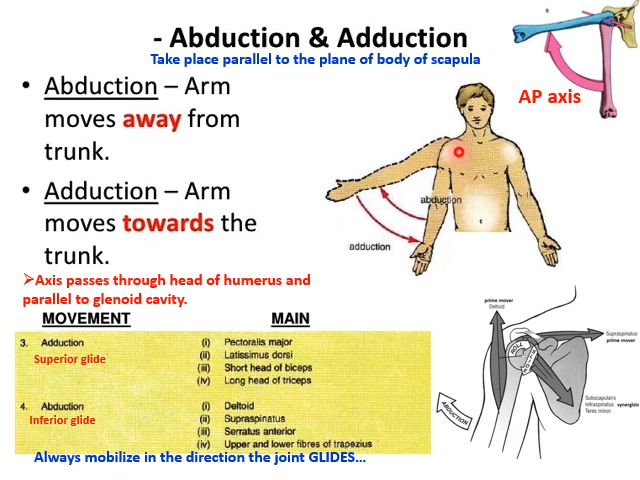 - Abduction & Adduction
Take place parallel to the plane of body of scapula
AP axis
• Abduction – Arm
moves away from
trunk.
• Adduction – Arm
moves towards the
trunk.
abduction
adduction
➢Axis passes through head of humerus and
parallel to glenoid cavity.
MOVEMENT MAIN
3. Adduction (i) Pectoralis major
Superior glide (ii) Latissimus dorsi
(iii) Short head of biceps
(iv) Long head of triceps
4. Abduction (i) Deltoid
Inferior glide (ii) Supraspinatus
(iii) Serratus anterior
(iv) Upper and lower fibres of trapezius
Always mobilize in the direction the joint GLIDES...
prime mover
Deltoid
Supraspinatus
prime mover
ROLL
Subscapularis
Infraspinatus synergists
Teres minor
ABDUCTION